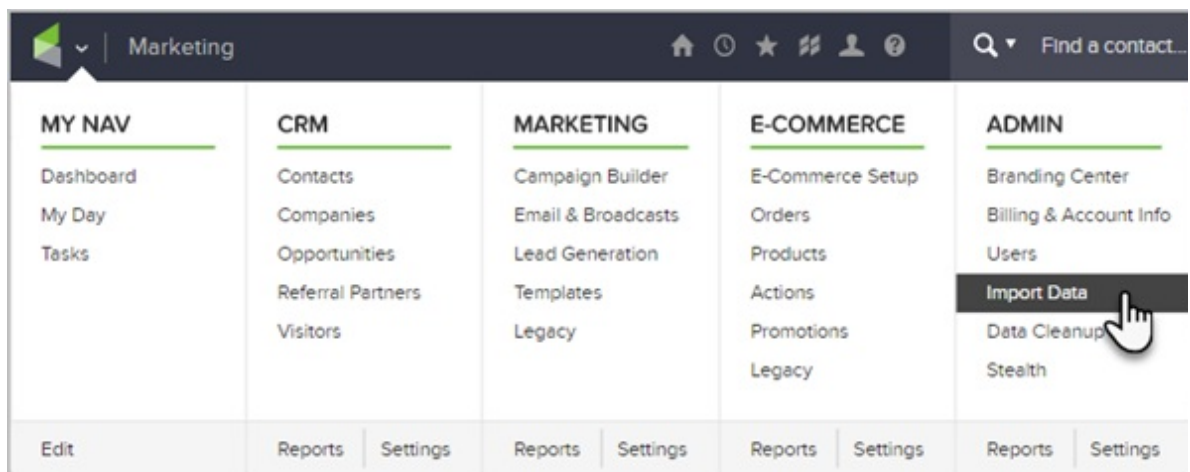 Marketing
Find a contact...
MY NAV
Dashboard
My Day
Tasks
Edit
CRM
Contacts
Companies
Opportunities
Referral Partners
Visitors
Reports
Settings
MARKETING
Campaign Builder
Email & Broadcasts
Lead Generation
Templates
Legacy
Reports
Settings
E-COMMERCE
E-Commerce Setup
Orders
Products
Actions
Promotions
Legacy
Reports
Settings
ADMIN
Branding Center
Billing & Account Info
Users
Import Data
Data Cleanup
Stealth
Reports
Settings